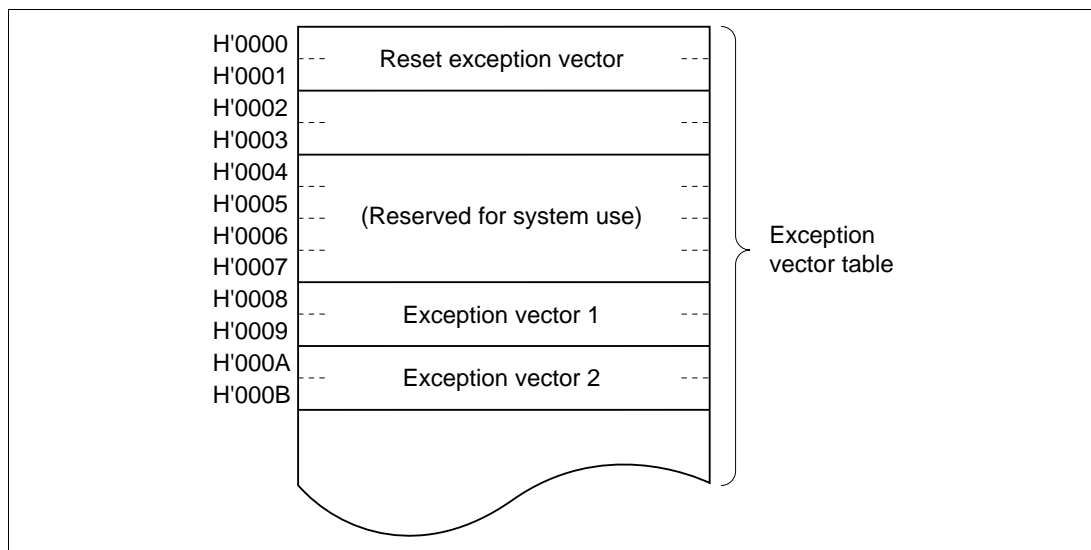 H'0000
Reset exception vector
H'0001
H'0002
H'0003
H'0004
H'0005
(Reserved for system use)
H'0006
H'0007
H'0008
Exception vector 1
H'0009
H'000A
Exception vector 2
H'000B
Exception
vector table